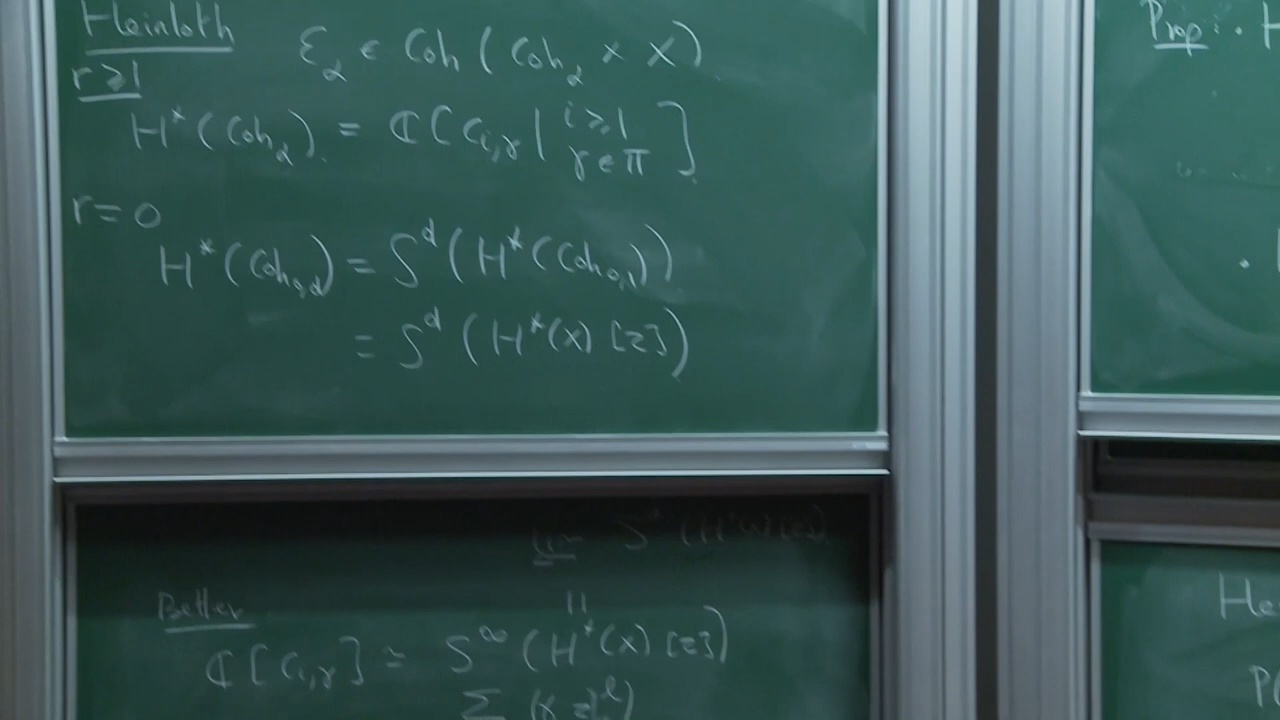 Heinloth
ℰ_α ∈ Coh ( Coh_α × X )
r ≥ 1
H*(Coh_α) = ℂ [ c_{i,γ} | i ≥ 1 γ ∈ π ]
r = 0
H*(Coh_{0,d}) = S^d ( H*(Coh_{0,1}) )
= S^d ( H*(X) [z] )
S (H*(X)[z])
Better
||
ℂ [ c_{i,γ} ] ≃ S^∞ ( H*(X) [z] )
Prop : · H
·
He
P(